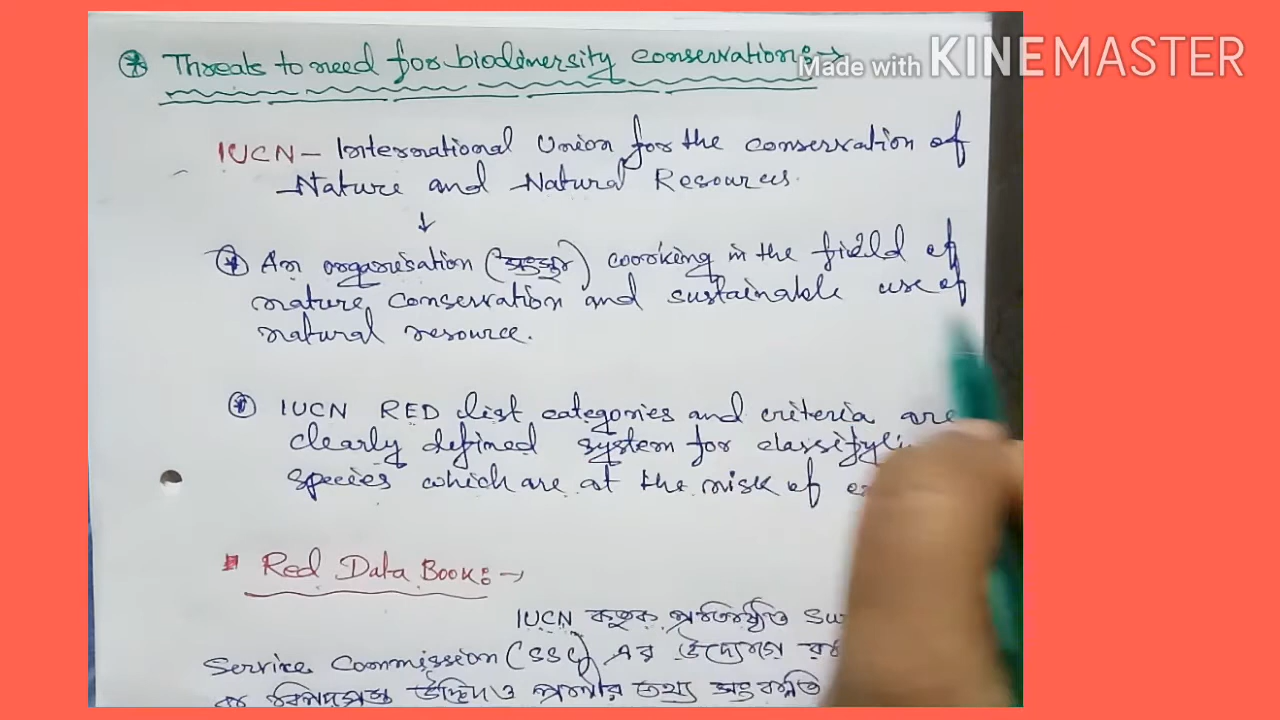 Threats to need for biodiversity conservation:→
Made with KINEMASTER
IUCN – International Union for the conservation of
Nature and Natural Resources.
↓
An organisation (সংস্থা) working in the field of
nature conservation and sustainable use of
natural resource.
IUCN RED list categories and criteria are
clearly defined system for
species which are at the risk of
Red Data Book:→
IUCN কর্তৃক
Service Commission (SSC) এর উদ্যোগে
উদ্ভিদ ও প্রাণীর তথ্য